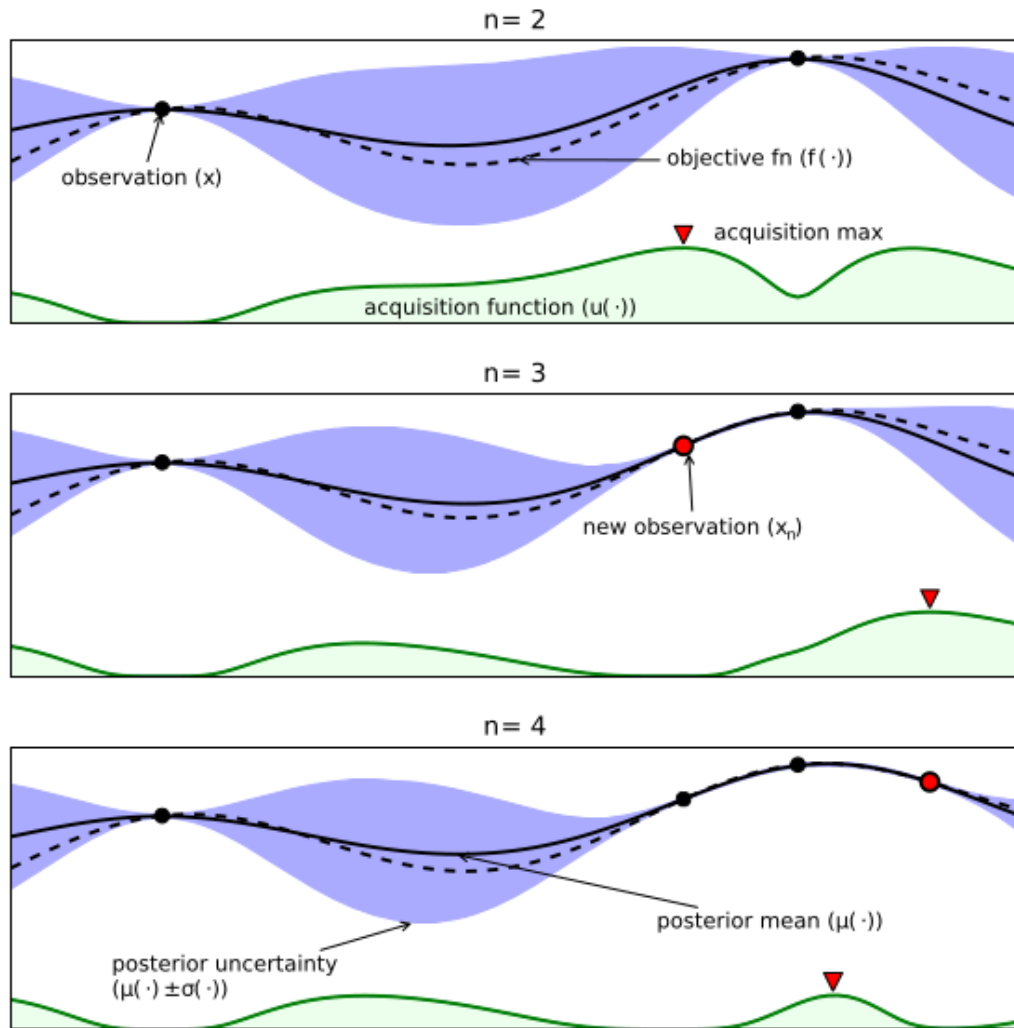 n= 2
observation (x)
objective fn (f(·))
acquisition max
acquisition function (u(·))
n= 3
new observation (xₙ)
n= 4
posterior mean (μ(·))
posterior uncertainty
(μ(·) ±σ(·))